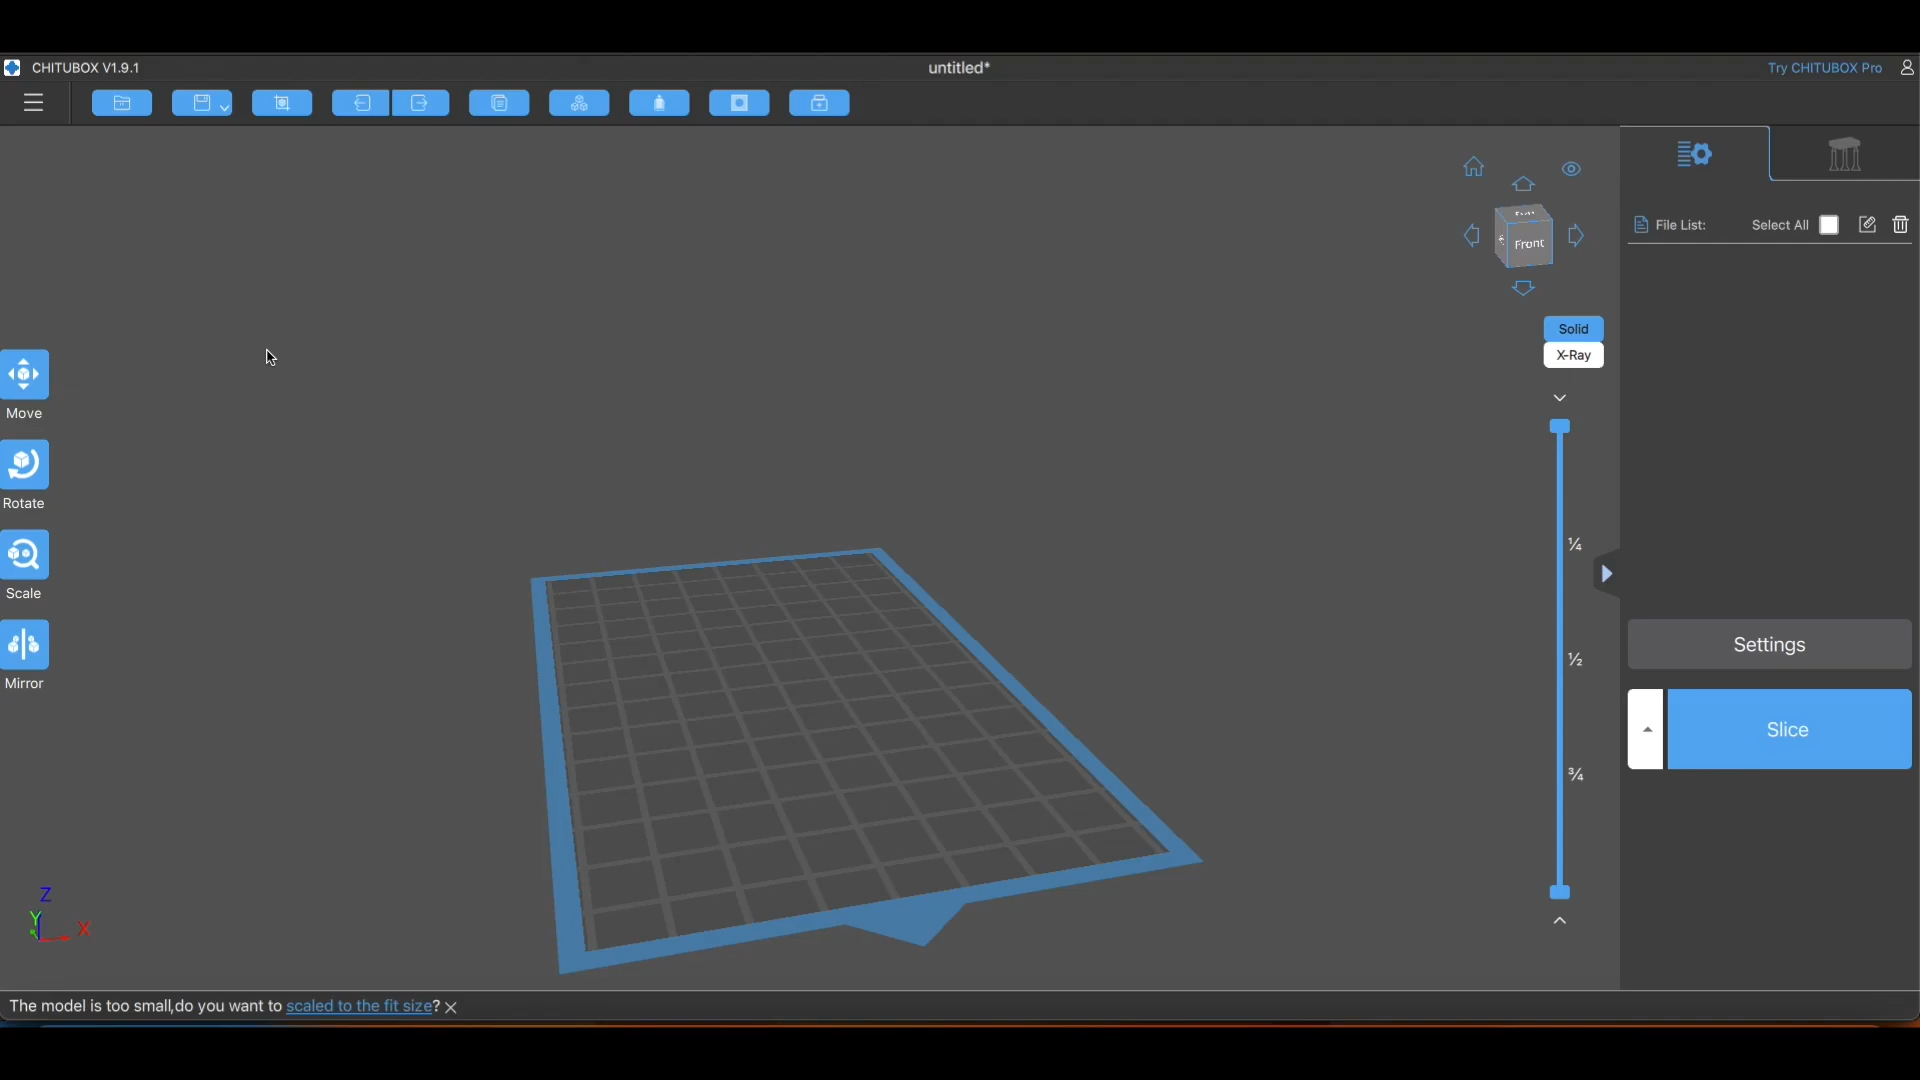 CHITUBOX V1.9.1
untitled*
Try CHITUBOX Pro
File List:
Select All
Front
Solid
X-Ray
Move
Rotate
Scale
Mirror
¼
½
¾
Settings
Slice
Z
Y
X
The model is too small,do you want to scaled to the fit size?